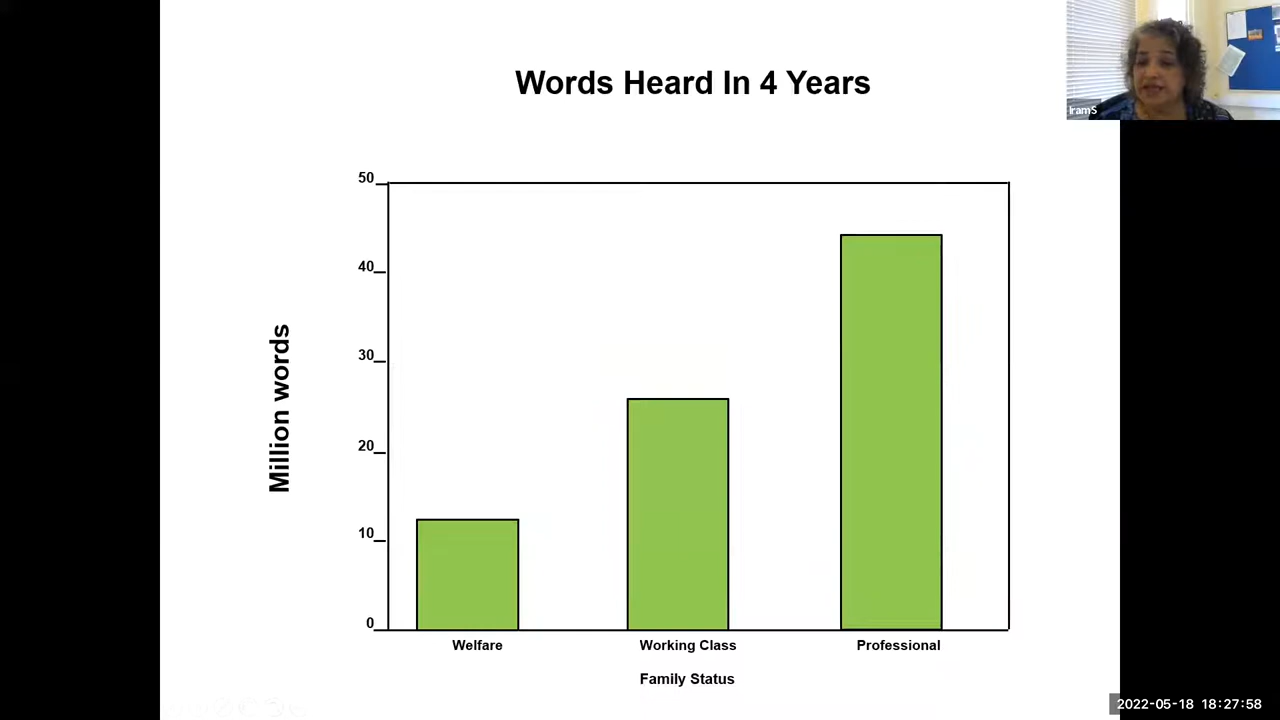 Words Heard In 4 Years
IramS
50
40
30
20
10
0
Million words
Welfare
Working Class
Professional
Family Status
2022-05-18 18:27:58